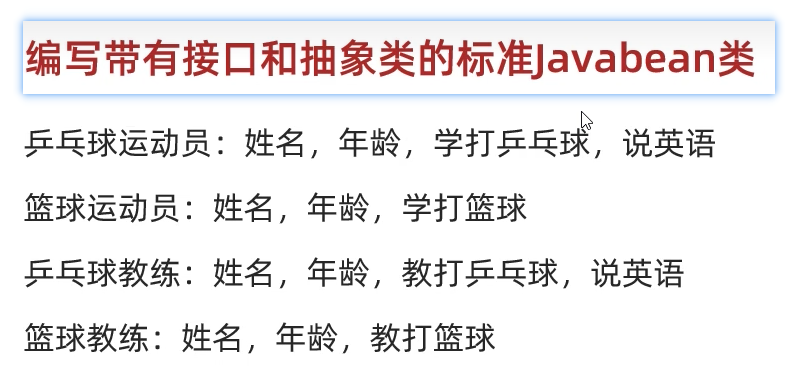 编写带有接口和抽象类的标准Javabean类
乒乓球运动员：姓名，年龄，学打乒乓球，说英语
篮球运动员：姓名，年龄，学打篮球
乒乓球教练：姓名，年龄，教打乒乓球，说英语
篮球教练：姓名，年龄，教打篮球